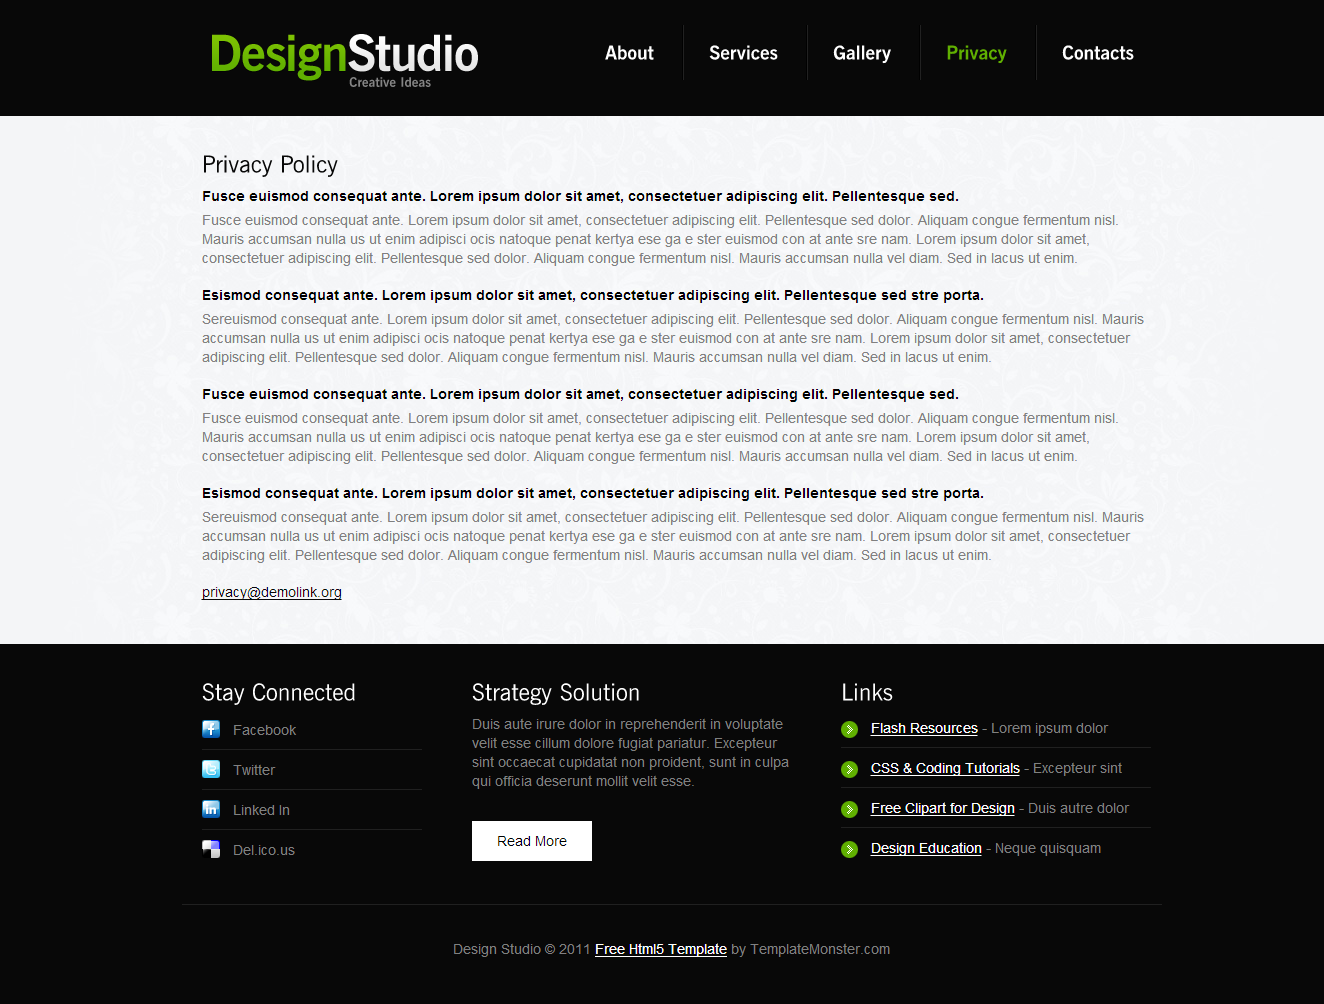 DesignStudio
Creative Ideas
About
Services
Gallery
Privacy
Contacts
Privacy Policy
Fusce euismod consequat ante. Lorem ipsum dolor sit amet, consectetuer adipiscing elit. Pellentesque sed.
Fusce euismod consequat ante. Lorem ipsum dolor sit amet, consectetuer adipiscing elit. Pellentesque sed dolor. Aliquam congue fermentum nisl.
Mauris accumsan nulla us ut enim adipisci ocis natoque penat kertya ese ga e ster euismod con at ante sre nam. Lorem ipsum dolor sit amet,
consectetuer adipiscing elit. Pellentesque sed dolor. Aliquam congue fermentum nisl. Mauris accumsan nulla vel diam. Sed in lacus ut enim.
Esismod consequat ante. Lorem ipsum dolor sit amet, consectetuer adipiscing elit. Pellentesque sed stre porta.
Sereuismod consequat ante. Lorem ipsum dolor sit amet, consectetuer adipiscing elit. Pellentesque sed dolor. Aliquam congue fermentum nisl. Mauris
accumsan nulla us ut enim adipisci ocis natoque penat kertya ese ga e ster euismod con at ante sre nam. Lorem ipsum dolor sit amet, consectetuer
adipiscing elit. Pellentesque sed dolor. Aliquam congue fermentum nisl. Mauris accumsan nulla vel diam. Sed in lacus ut enim.
Fusce euismod consequat ante. Lorem ipsum dolor sit amet, consectetuer adipiscing elit. Pellentesque sed.
Fusce euismod consequat ante. Lorem ipsum dolor sit amet, consectetuer adipiscing elit. Pellentesque sed dolor. Aliquam congue fermentum nisl.
Mauris accumsan nulla us ut enim adipisci ocis natoque penat kertya ese ga e ster euismod con at ante sre nam. Lorem ipsum dolor sit amet,
consectetuer adipiscing elit. Pellentesque sed dolor. Aliquam congue fermentum nisl. Mauris accumsan nulla vel diam. Sed in lacus ut enim.
Esismod consequat ante. Lorem ipsum dolor sit amet, consectetuer adipiscing elit. Pellentesque sed stre porta.
Sereuismod consequat ante. Lorem ipsum dolor sit amet, consectetuer adipiscing elit. Pellentesque sed dolor. Aliquam congue fermentum nisl. Mauris
accumsan nulla us ut enim adipisci ocis natoque penat kertya ese ga e ster euismod con at ante sre nam. Lorem ipsum dolor sit amet, consectetuer
adipiscing elit. Pellentesque sed dolor. Aliquam congue fermentum nisl. Mauris accumsan nulla vel diam. Sed in lacus ut enim.
privacy@demolink.org
Stay Connected
Facebook
Twitter
Linked In
Del.ico.us
Strategy Solution
Duis aute irure dolor in reprehenderit in voluptate
velit esse cillum dolore fugiat pariatur. Excepteur
sint occaecat cupidatat non proident, sunt in culpa
qui officia deserunt mollit velit esse.
Read More
Links
Flash Resources - Lorem ipsum dolor
CSS & Coding Tutorials - Excepteur sint
Free Clipart for Design - Duis autre dolor
Design Education - Neque quisquam
Design Studio © 2011 Free Html5 Template by TemplateMonster.com